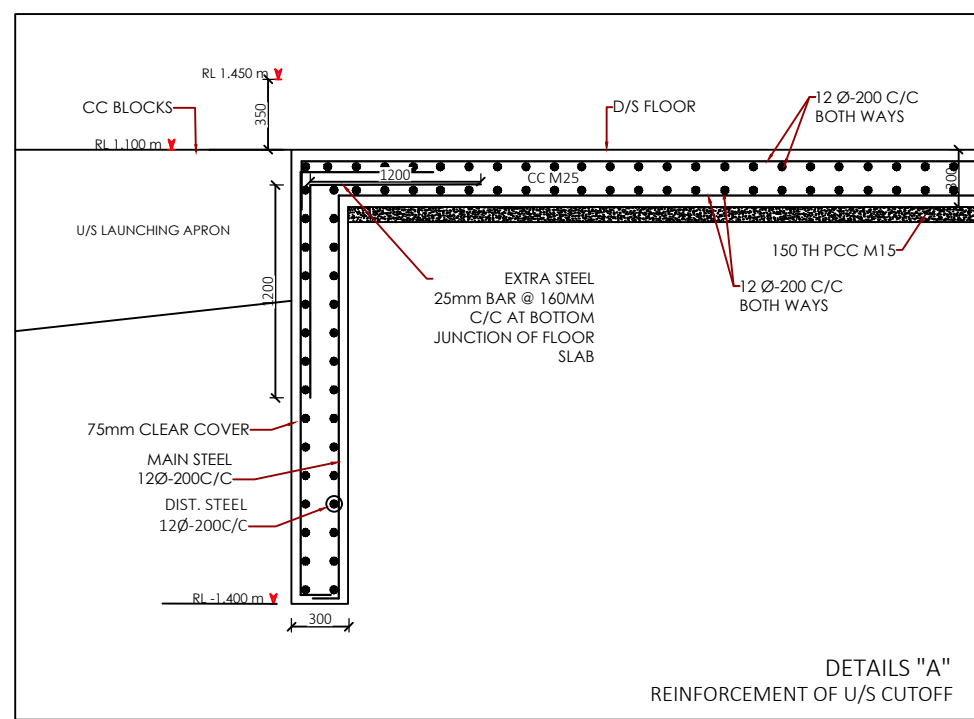 RL 1.450 m
CC BLOCKS
350
D/S FLOOR
12 Ø-200 C/C
BOTH WAYS
RL 1.100 m
1200
CC M25
300
U/S LAUNCHING APRON
150 TH PCC M15
1200
EXTRA STEEL
25mm BAR @ 160MM
C/C AT BOTTOM
JUNCTION OF FLOOR
SLAB
12 Ø-200 C/C
BOTH WAYS
75mm CLEAR COVER
MAIN STEEL
12Ø-200C/C
DIST. STEEL
12Ø-200C/C
RL -1.400 m
300
DETAILS "A"
REINFORCEMENT OF U/S CUTOFF